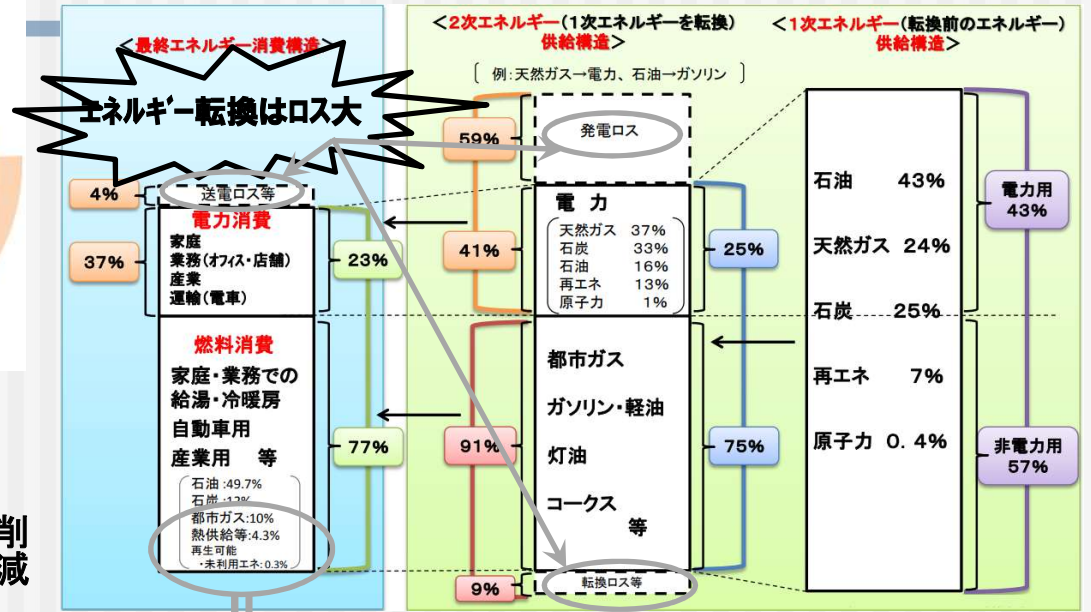 <最終エネルギー消費構造>
エネルギー転換はロス大
4%
送電ロス等
電力消費
家庭
業務(オフィス・店舗)
産業
運輸(電車)
37%
23%
燃料消費
家庭・業務での
給湯・冷暖房
自動車用
産業用 等
石油:49.7%
石炭:12%
都市ガス:10%
熱供給等:4.3%
再生可能
・未利用エネ:0.3%
77%
削
減
<2次エネルギー(1次エネルギーを転換)
供給構造>
〔 例:天然ガス→電力、石油→ガソリン 〕
59%
発電ロス
41%
電 力
天然ガス 37%
石炭 33%
石油 16%
再エネ 13%
原子力 1%
25%
91%
都市ガス
ガソリン・軽油
灯油
コークス
等
75%
9%
転換ロス等
<1次エネルギー(転換前のエネルギー)
供給構造>
石油 43%
天然ガス 24%
石炭 25%
再エネ 7%
原子力 0.4%
電力用
43%
非電力用
57%